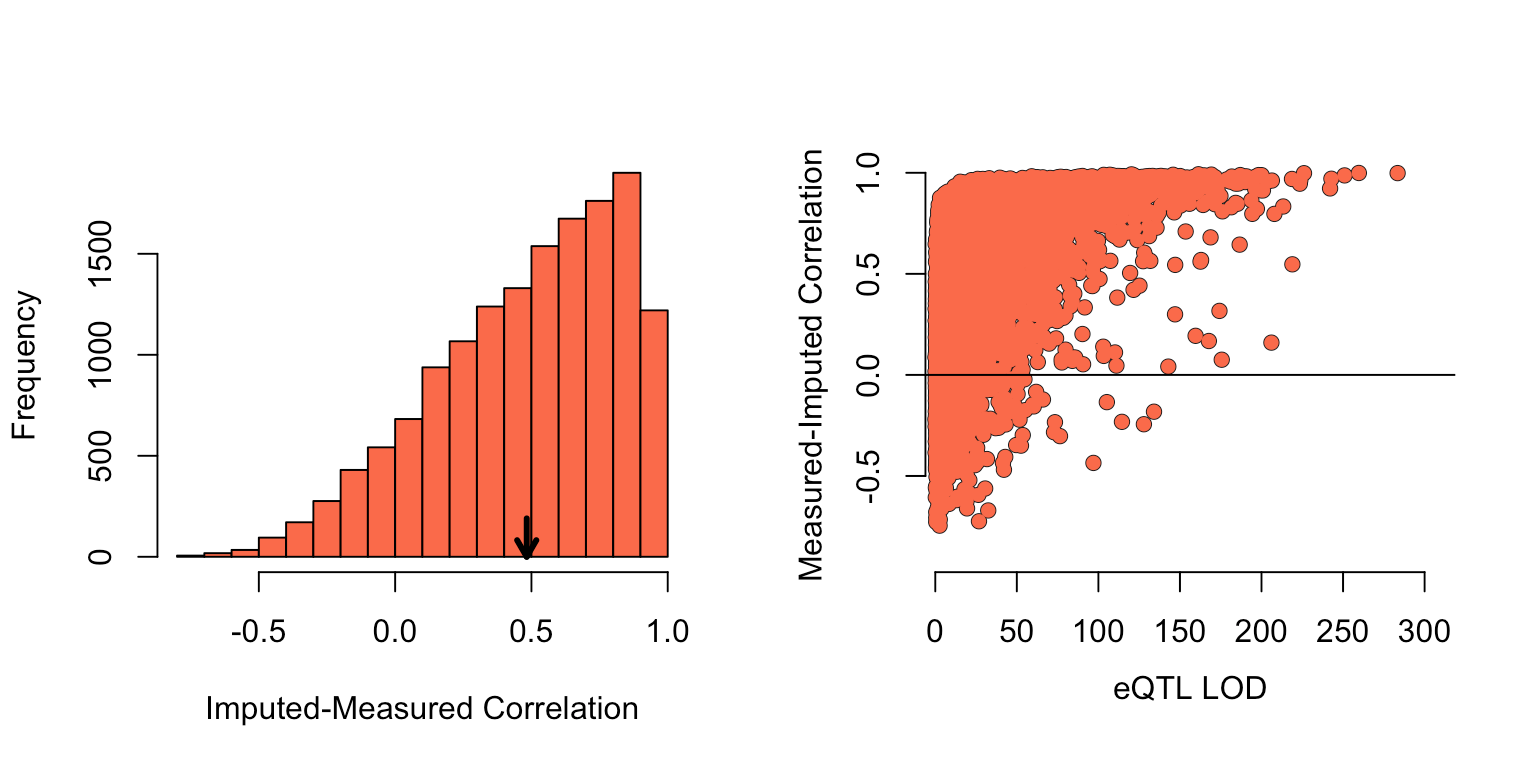 Frequency
1500
1000
500
0
-0.5 0.0 0.5 1.0
Imputed-Measured Correlation
Measured-Imputed Correlation
1.0
0.5
0.0
-0.5
0 50 100 150 200 250 300
eQTL LOD